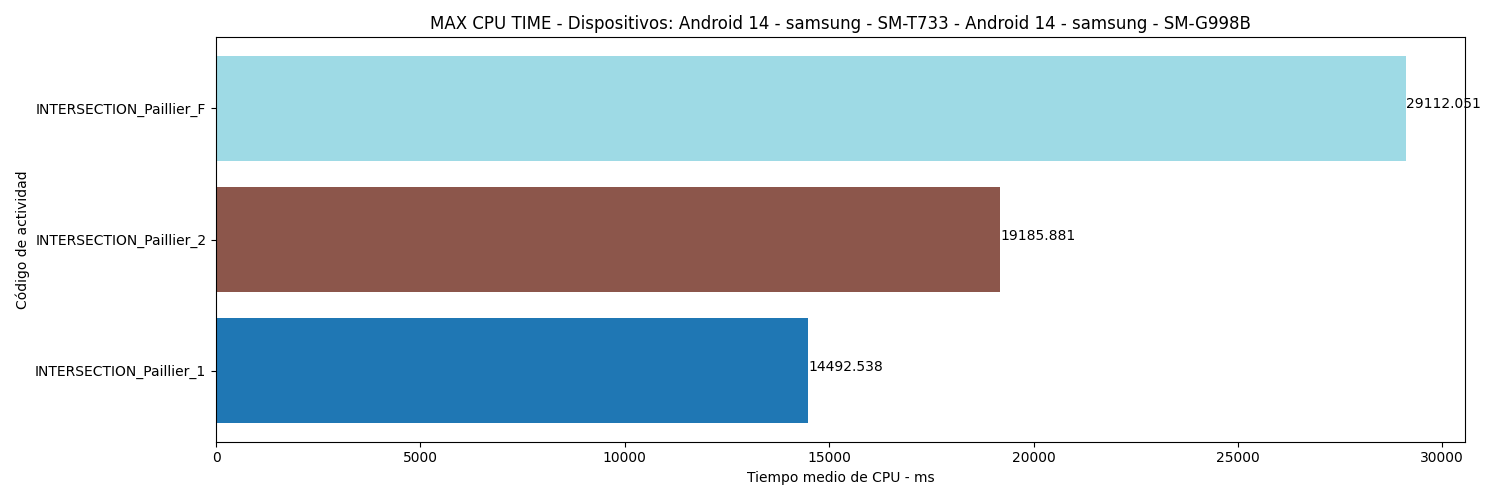 MAX CPU TIME - Dispositivos: Android 14 - samsung - SM-T733 - Android 14 - samsung - SM-G998B
Código de actividad
INTERSECTION_Paillier_F
29112.051
INTERSECTION_Paillier_2
19185.881
INTERSECTION_Paillier_1
14492.538
0 5000 10000 15000 20000 25000 30000
Tiempo medio de CPU - ms